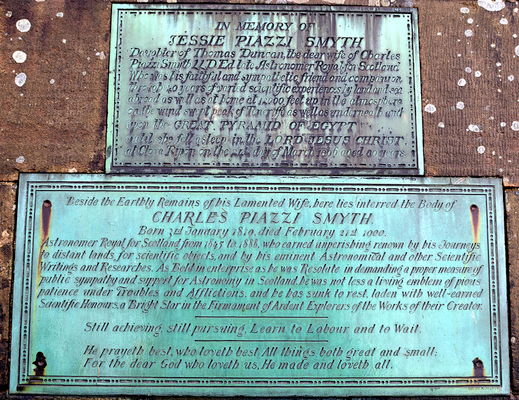 IN MEMORY OF
JESSIE PIAZZI SMYTH
Daughter of Thomas Duncan, the dear wife of Charles
Piazzi Smyth L.L.D. Ed late Astronomer Royal for Scotland
Who was his faithful and sympathetic friend and companion
Through 40 years of varied scientific experiences by land and sea
abroad as well as at home at 12,000 feet up in the atmosphere
on the wind swept peak of Teneriffe as well as underneath and
upon the GREAT PYRAMID OF EGYPT
Until she fell asleep in the LORD JESUS CHRIST
at Clova, Ripon on the day of March 1896 aged 80 years.
Beside the Earthly Remains of his Lamented Wife, here lies interred the Body of
CHARLES PIAZZI SMYTH
Born 3rd January 1819, died February 21st 1900.
Astronomer Royal for Scotland from 1845 to 1888, who earned unperishing renown by his Journeys
to distant lands for scientific objects, and by his eminent Astronomical and other Scientific
Writings and Researches. As Bold in enterprise as he was Resolute in demanding a proper measure of
public sympathy and support for Astronomy in Scotland, he was not less a living emblem of pious
patience under Troubles and Afflictions, and he has sunk to rest, laden with well-earned
Scientific Honours, a Bright Star in the Firmament of Ardent Explorers of the Works of their Creator.
Still achieving, still pursuing, Learn to Labour and to Wait.
He prayeth best, who loveth best All things both great and small;
For the dear God who loveth us, He made and loveth all.